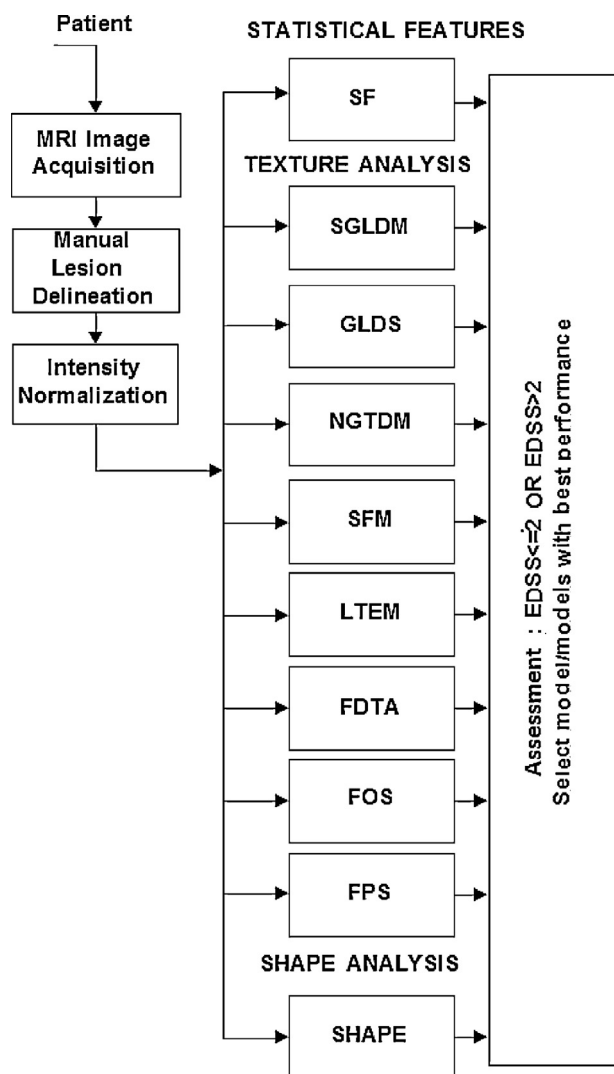 Patient
MRI Image
Acquisition
Manual
Lesion
Delineation
Intensity
Normalization
STATISTICAL FEATURES
SF
TEXTURE ANALYSIS
SGLDM
GLDS
NGTDM
SFM
LTEM
FDTA
FOS
FPS
SHAPE ANALYSIS
SHAPE
Assessment : EDSS<=2 OR EDSS>2
Select model/models with best performance